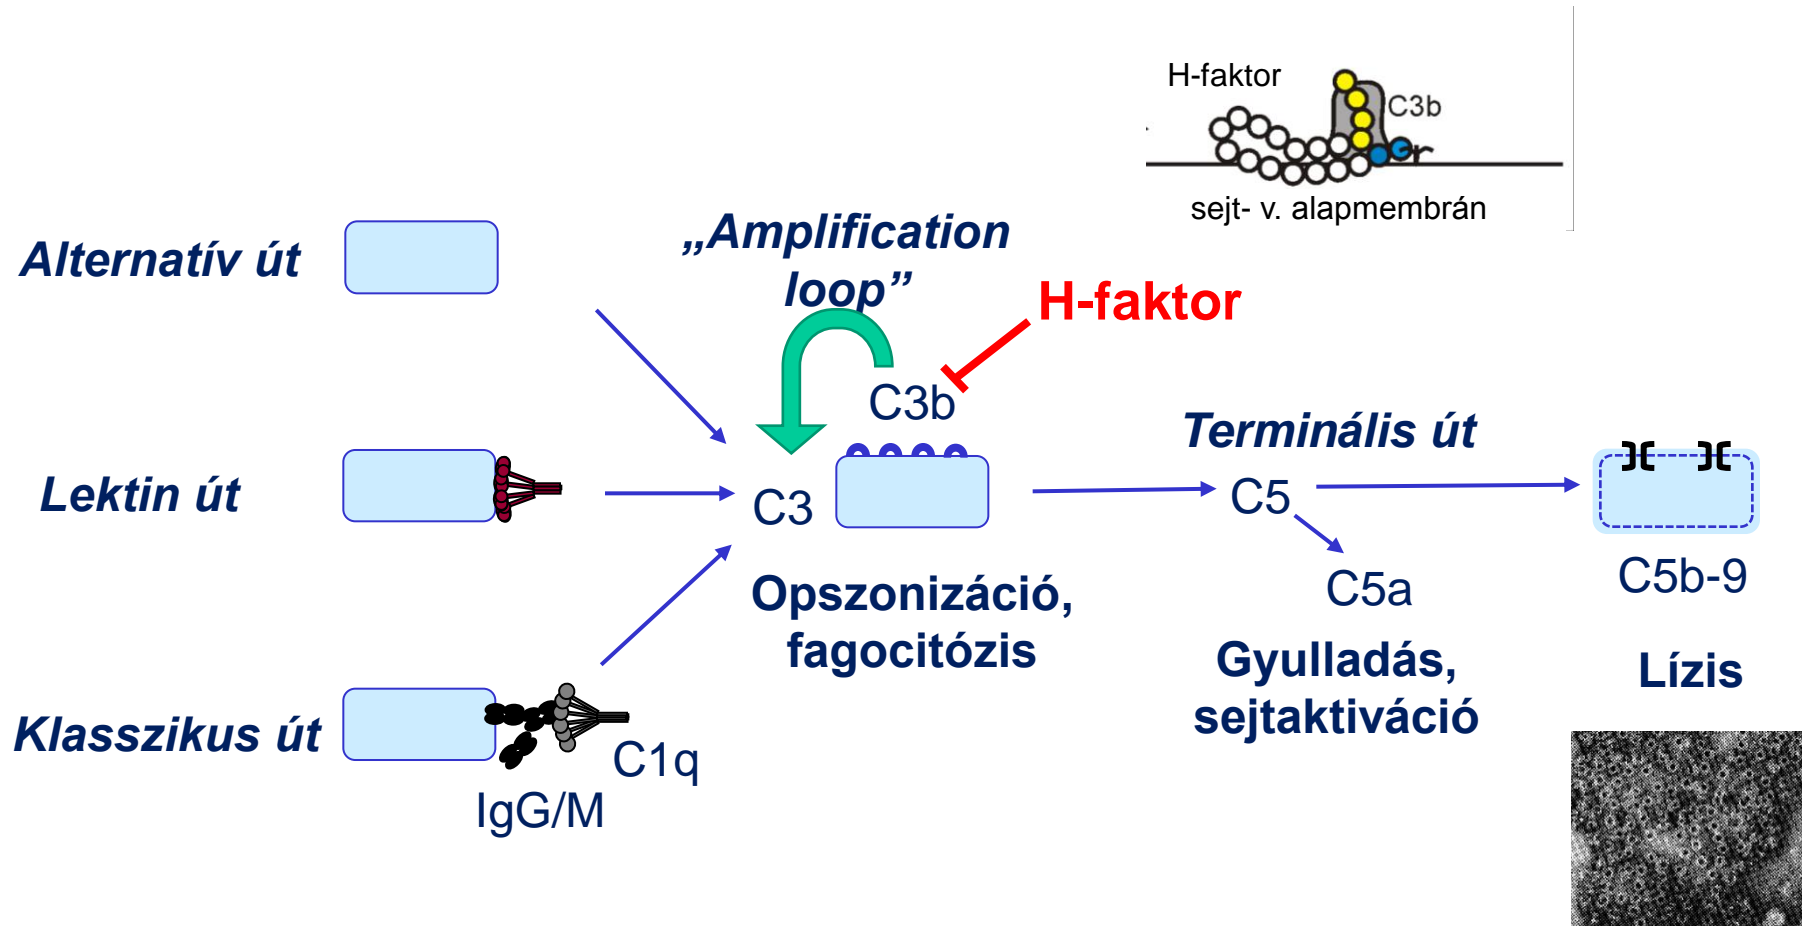 H-faktor
C3b
sejt- v. alapmembrán
„Amplification
loop”
Alternatív út
H-faktor
C3b
Terminális út
Lektin út
C3
C5
C5a
C5b-9
Opszonizáció,
fagocitózis
Gyulladás,
sejtaktiváció
Lízis
Klasszikus út
C1q
IgG/M